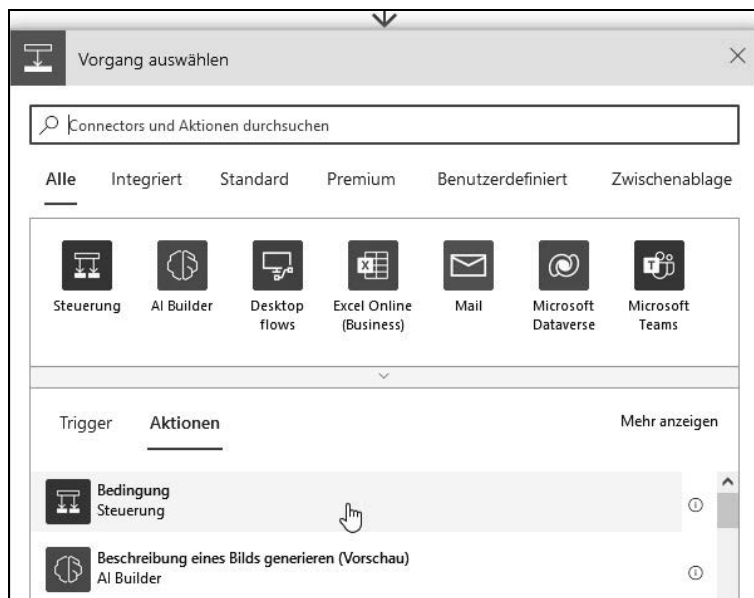 Vorgang auswählen
Connectors und Aktionen durchsuchen
Alle Integriert Standard Premium Benutzerdefiniert Zwischenablage
Steuerung AI Builder Desktop flows Excel Online (Business) Mail Microsoft Dataverse Microsoft Teams
Trigger Aktionen Mehr anzeigen
Bedingung
Steuerung
Beschreibung eines Bilds generieren (Vorschau)
AI Builder